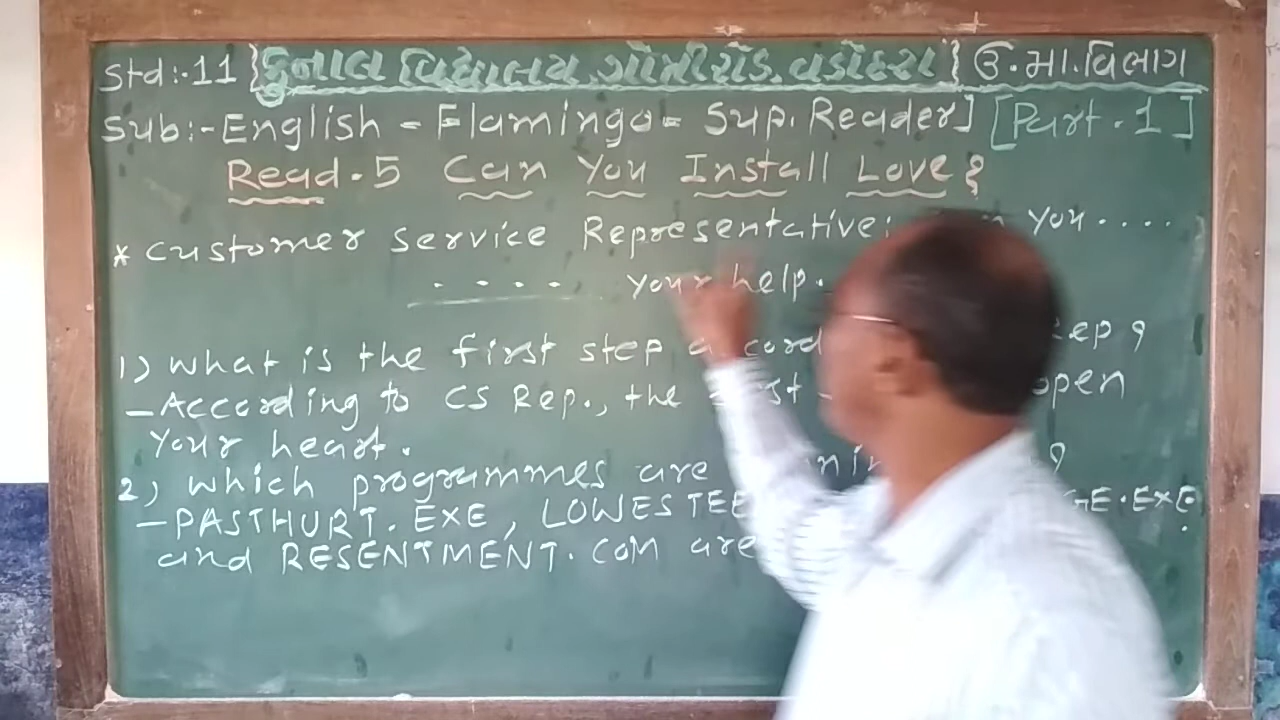 Std:-11 {કુનાલ વિદ્યાલય, ગોત્રી રોડ, વડોદરા} ઉ.મા.વિભાગ
Sub:-English - Flamingo = Sup. Reader] [Part.1]
Read.5 Can You Install Love?
* Customer Service Representative: you....
.... your help.
1) What is the first step Rep ?
-According to CS Rep., the open
your heart.
2) Which programmes are ?
-PASTHURT.EXE, .EXE
and RESENTMENT.COM are